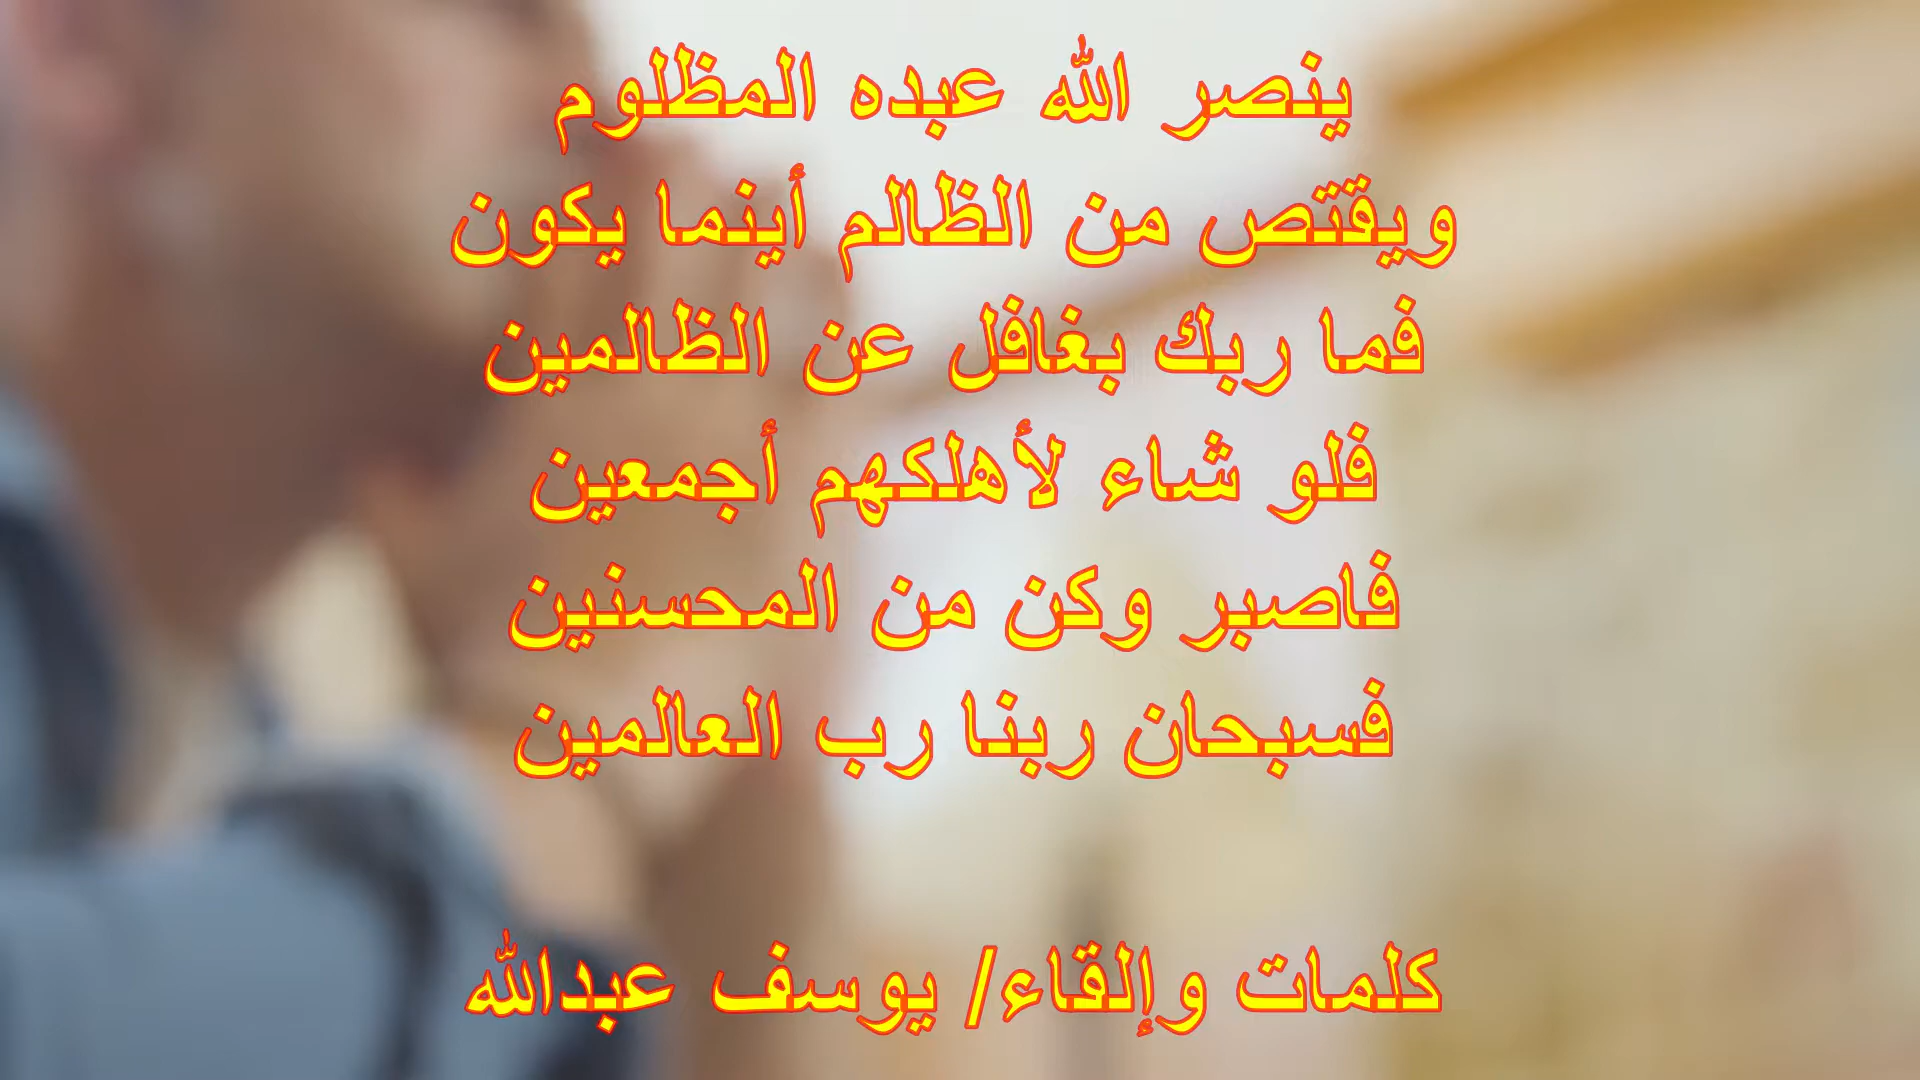 ينصر الله عبده المظلوم
ويقتص من الظالم أينما يكون
فما ربك بغافل عن الظالمين
فلو شاء لأهلكهم أجمعين
فاصبر وكن من المحسنين
فسبحان ربنا رب العالمين
كلمات وإلقاء/ يوسف عبدالله